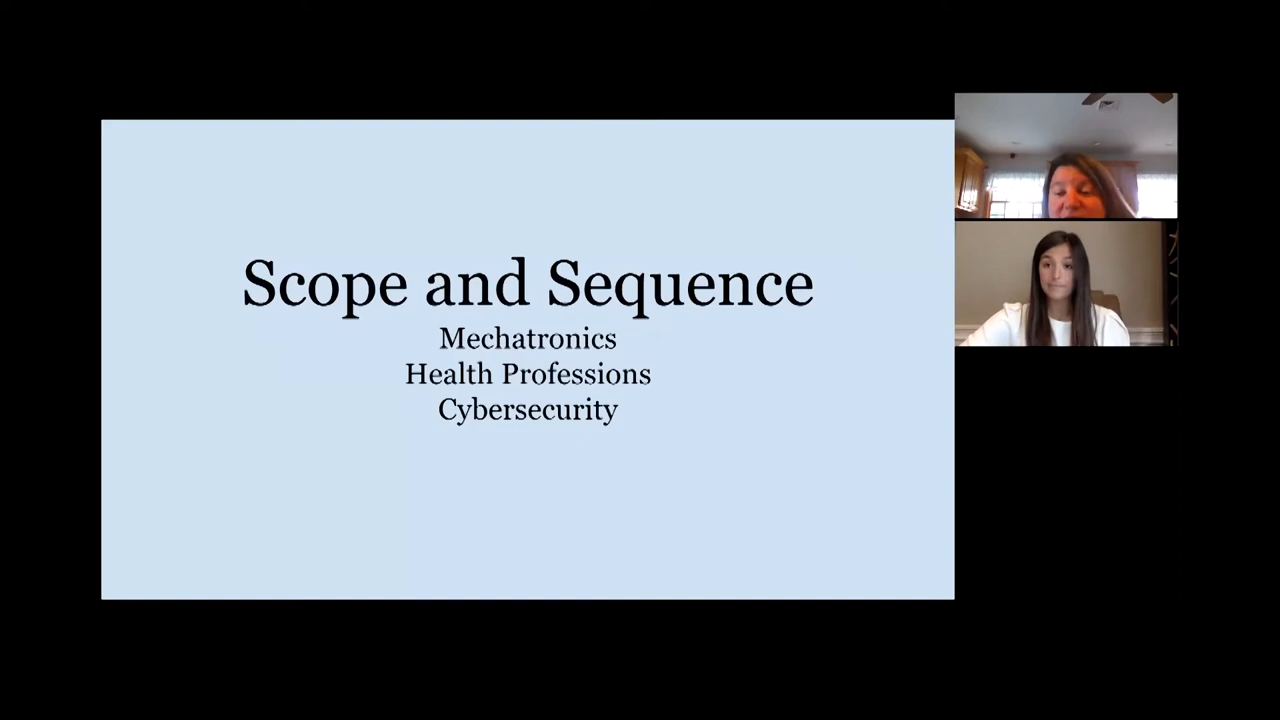 Scope and Sequence
Mechatronics
Health Professions
Cybersecurity